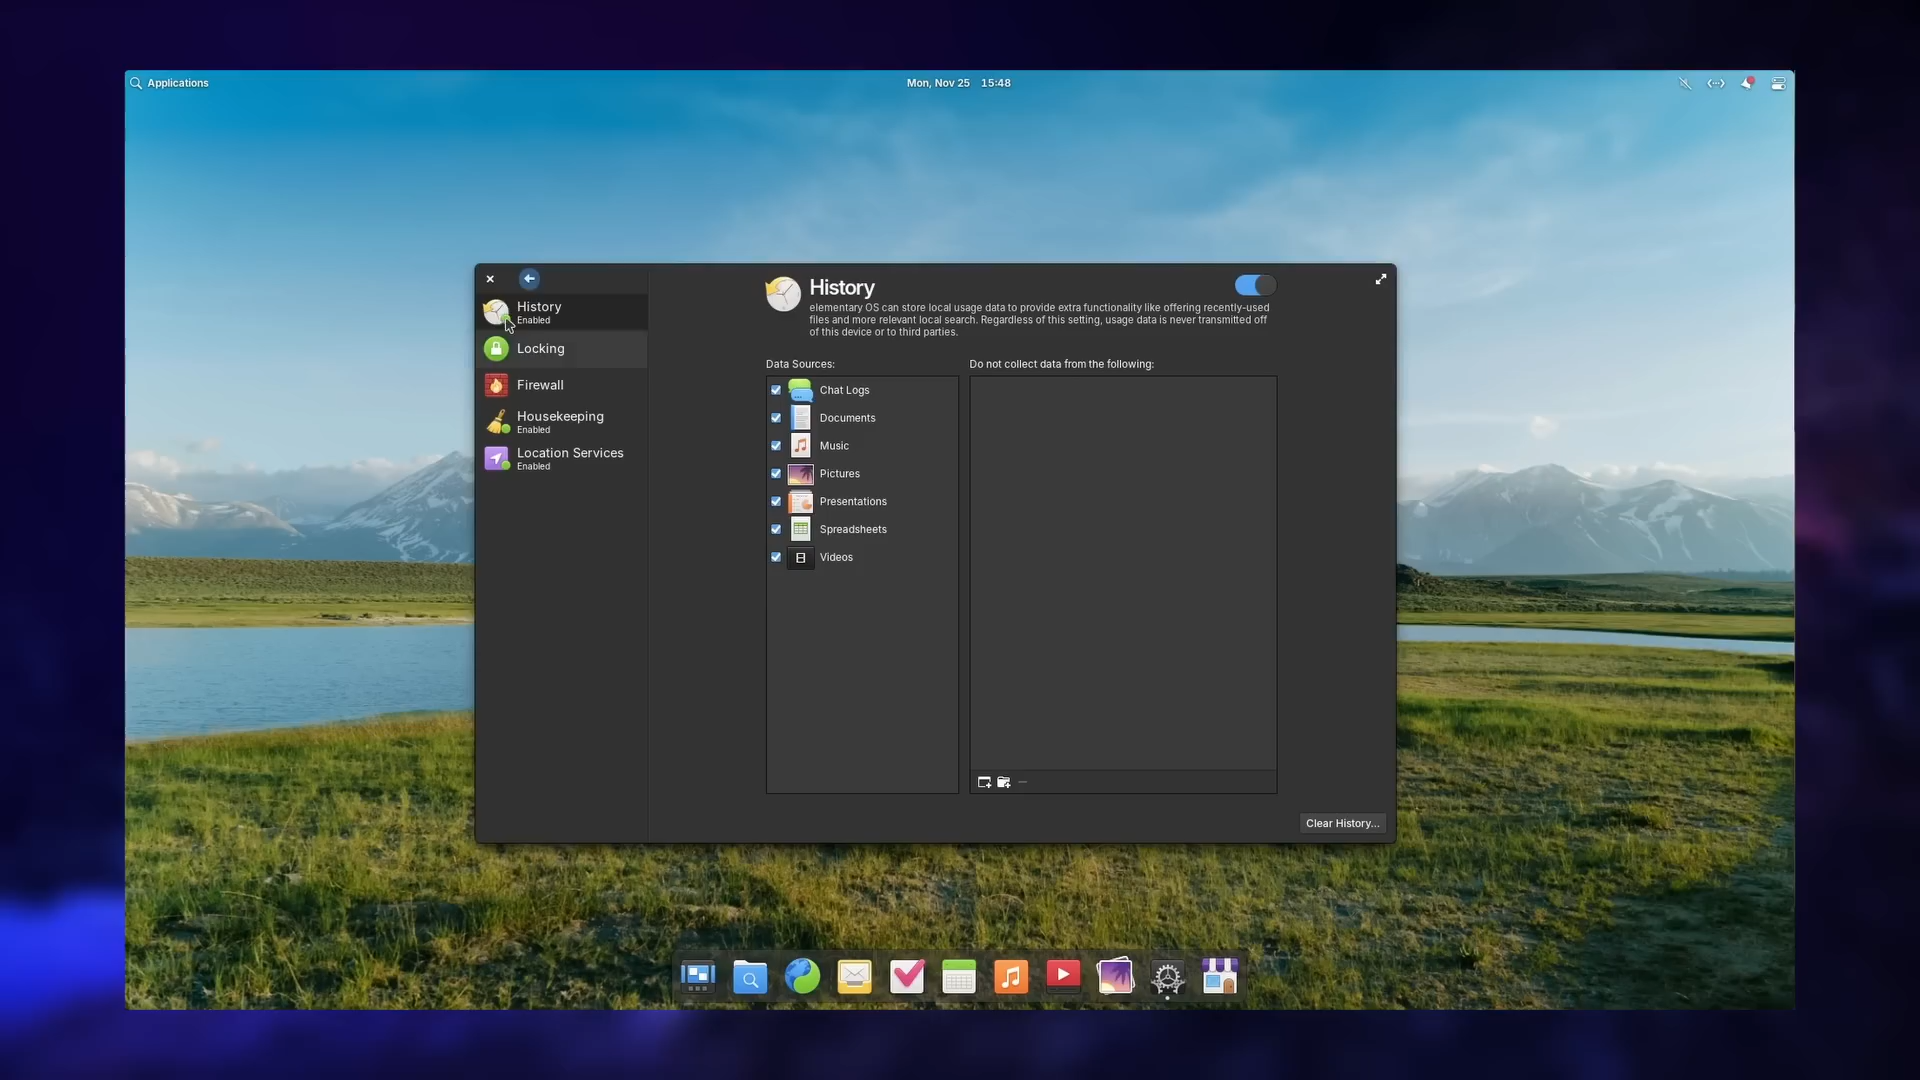 Applications
Mon, Nov 25 15:48
History
Enabled
Locking
Firewall
Housekeeping
Enabled
Location Services
Enabled
History
elementary OS can store local usage data to provide extra functionality like offering recently-used
files and more relevant local search. Regardless of this setting, usage data is never transmitted off
of this device or to third parties.
Data Sources:
Chat Logs
Documents
Music
Pictures
Presentations
Spreadsheets
Videos
Do not collect data from the following:
Clear History...